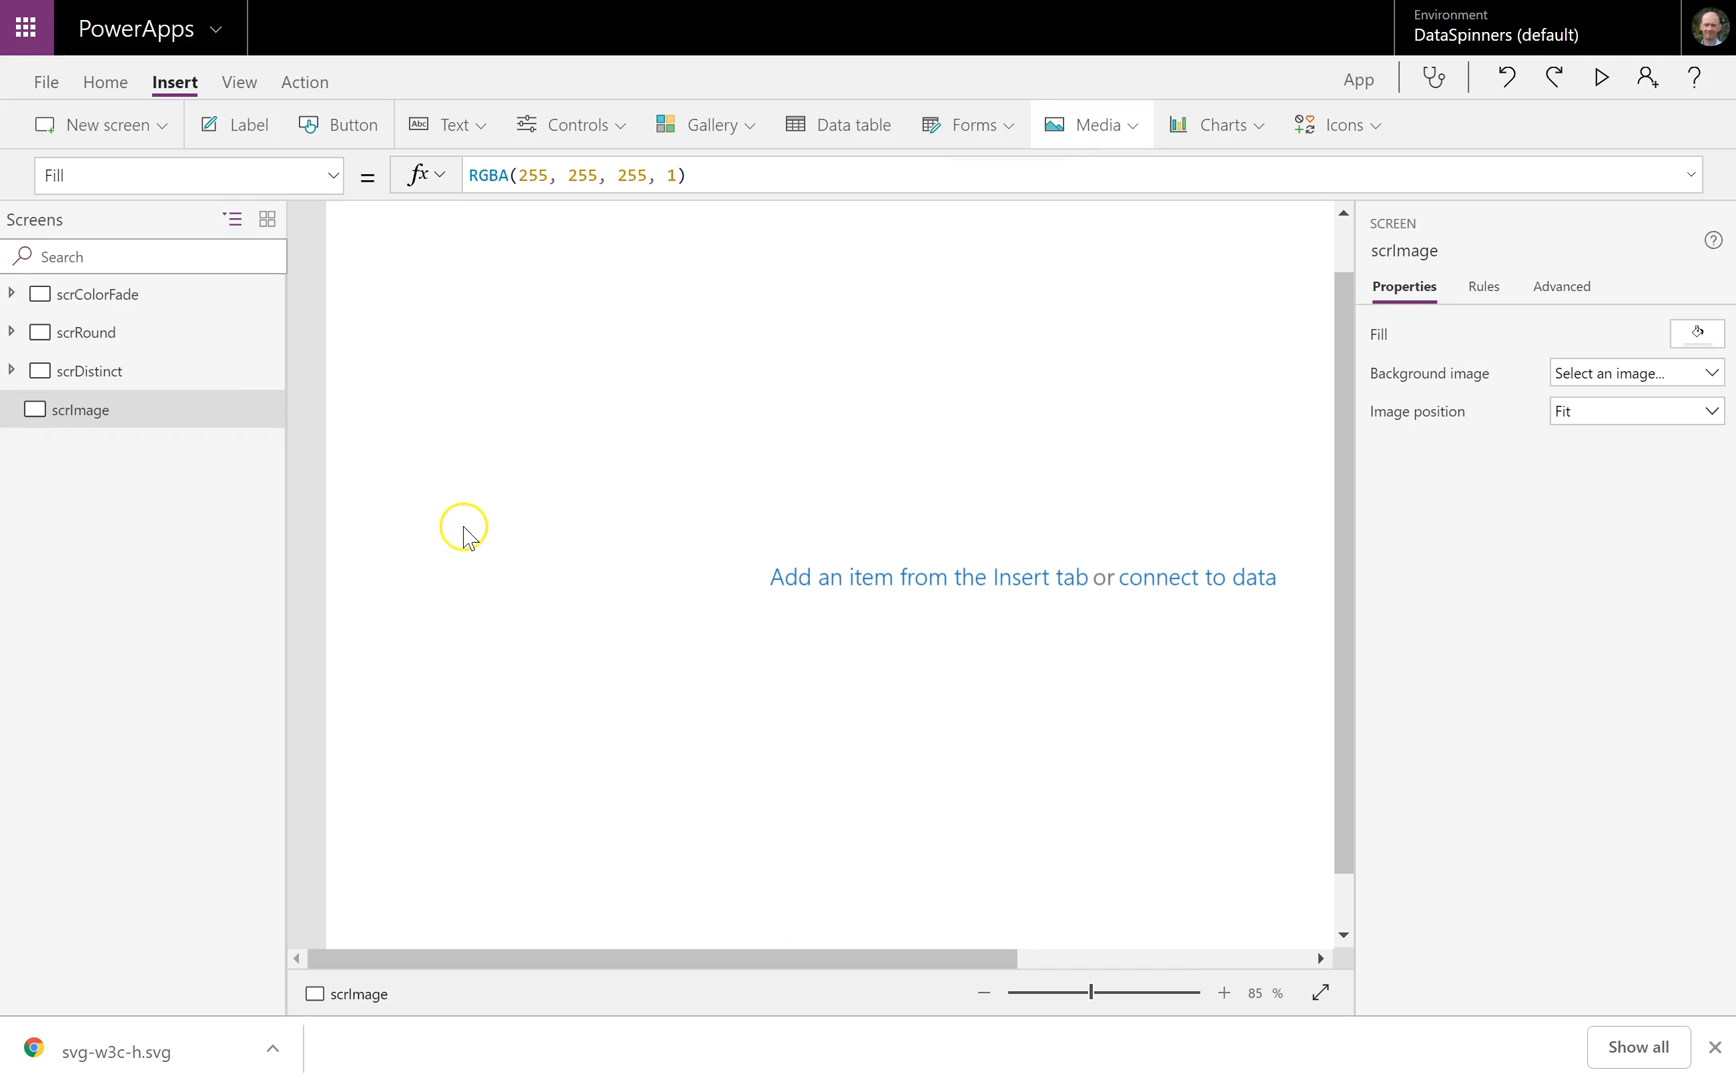 PowerApps
Environment
DataSpinners (default)
File Home Insert View Action
App
New screen Label Button Text Controls Gallery Data table Forms Media Charts Icons
Abc
Fill = fx RGBA(255, 255, 255, 1)
Screens
Search
scrColorFade
scrRound
scrDistinct
scrImage
Add an item from the Insert tab or connect to data
SCREEN
scrImage
Properties Rules Advanced
Fill
Background image Select an image...
Image position Fit
scrImage
85 %
svg-w3c-h.svg
Show all